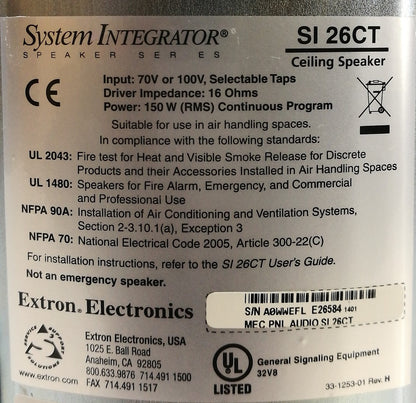 System INTEGRATOR®
SPEAKER SERIES
SI 26CT
Ceiling Speaker
CE
Input: 70V or 100V, Selectable Taps
Driver Impedance: 16 Ohms
Power: 150 W (RMS) Continuous Program
Suitable for use in air handling spaces.
In compliance with the following standards:
UL 2043: Fire test for Heat and Visible Smoke Release for Discrete
Products and their Accessories Installed in Air Handling Spaces
UL 1480: Speakers for Fire Alarm, Emergency, and Commercial
and Professional Use
NFPA 90A: Installation of Air Conditioning and Ventilation Systems,
Section 2-3.10.1(a), Exception 3
NFPA 70: National Electrical Code 2005, Article 300-22(C)
For installation instructions, refer to the SI 26CT User's Guide.
Not an emergency speaker.
Extron® Electronics
S/N A0WWEFL E26584 1401
MEC PNL AUDIO SI 26CT
SERVICE SUPPORT SOLUTIONS
S3
www.extron.com
Extron Electronics, USA
1025 E. Ball Road
Anaheim, CA 92805
800.633.9876 714.491.1500
FAX 714.491.1517
UL®
LISTED
General Signaling Equipment
32V8
33-1253-01 Rev. H